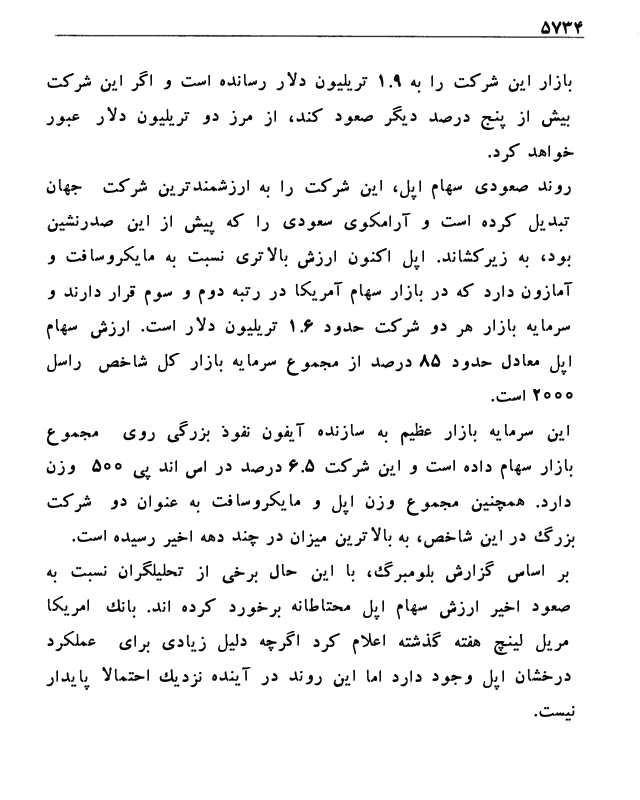 ۵۷۳۴
بازار این شرکت را به ۱.۹ تریلیون دلار رسانده است و اگر این شرکت
بیش از پنج درصد دیگر صعود کند، از مرز دو تریلیون دلار عبور
خواهد کرد.
روند صعودی سهام اپل، این شرکت را به ارزشمندترین شرکت جهان
تبدیل کرده است و آرامکوی سعودی را که پیش از این صدرنشین
بود، به زیرکشاند. اپل اکنون ارزش بالاتری نسبت به مایکروسافت و
آمازون دارد که در بازار سهام آمریکا در رتبه دوم و سوم قرار دارند و
سرمایه بازار هر دو شرکت حدود ۱.۶ تریلیون دلار است. ارزش سهام
اپل معادل حدود ۸۵ درصد از مجموع سرمایه بازار کل شاخص راسل
۲۰۰۰ است.
این سرمایه بازار عظیم به سازنده آیفون نفوذ بزرگی روی مجموع
بازار سهام داده است و این شرکت ۶.۵ درصد در اس اند پی ۵۰۰ وزن
دارد. همچنین مجموع وزن اپل و مایکروسافت به عنوان دو شرکت
بزرگ در این شاخص، به بالاترین میزان در چند دهه اخیر رسیده است.
بر اساس گزارش بلومبرگ، با این حال برخی از تحلیلگران نسبت به
صعود اخیر ارزش سهام اپل محتاطانه برخورد کرده اند. بانک امریکا
مریل لینچ هفته گذشته اعلام کرد اگرچه دلیل زیادی برای عملکرد
درخشان اپل وجود دارد اما این روند در آینده نزدیک احتمالا پایدار
نیست.